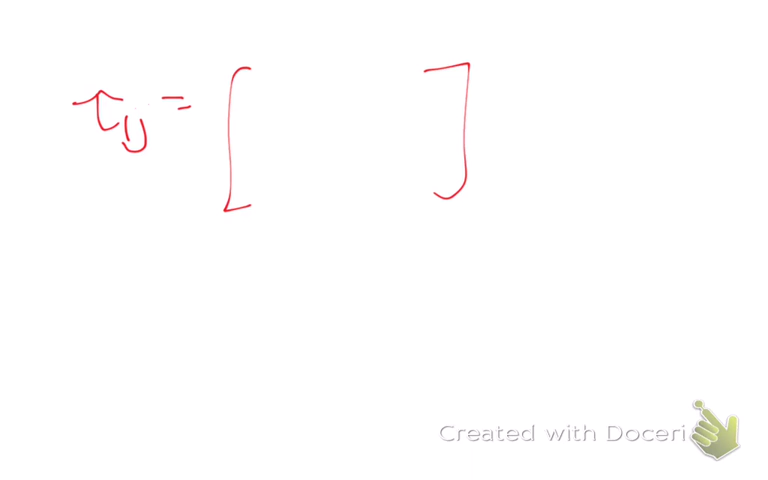 τij = [ ]
Created with Doceri